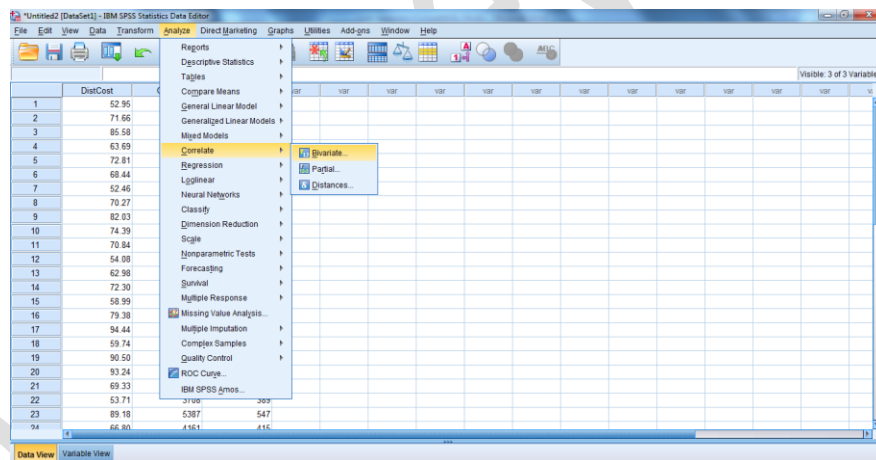 *Untitled2 [DataSet1] - IBM SPSS Statistics Data Editor
File Edit View Data Transform Analyze Direct Marketing Graphs Utilities Add-ons Window Help
Visible: 3 of 3 Variable
DistCost var var var var var var var var var var
1 52.95
2 71.66
3 85.58
4 63.69
5 72.81
6 68.44
7 52.46
8 70.27
9 82.03
10 74.39
11 70.84
12 54.08
13 62.98
14 72.30
15 58.99
16 79.38
17 94.44
18 59.74
19 90.50
20 93.24
21 69.33
22 53.71 3706 389
23 89.18 5387 547
24 66.80 4161 415
Reports
Descriptive Statistics
Tables
Compare Means
General Linear Model
Generalized Linear Models
Mixed Models
Correlate
Regression
Loglinear
Neural Networks
Classify
Dimension Reduction
Scale
Nonparametric Tests
Forecasting
Survival
Multiple Response
Missing Value Analysis...
Multiple Imputation
Complex Samples
Quality Control
ROC Curve...
IBM SPSS Amos...
Bivariate...
Partial...
Distances...
Data View Variable View